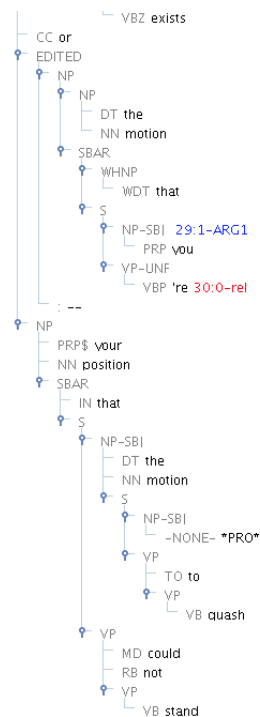 VBZ exists
CC or
EDITED
NP
NP
DT the
NN motion
SBAR
WHNP
WDT that
S
NP-SBJ 29:1-ARG1
PRP you
VP-UNF
VBP 're 30:0-rel
: --
NP
PRP$ your
NN position
SBAR
IN that
S
NP-SBJ
DT the
NN motion
S
NP-SBJ
-NONE- *PRO*
VP
TO to
VP
VB quash
VP
MD could
RB not
VP
VB stand